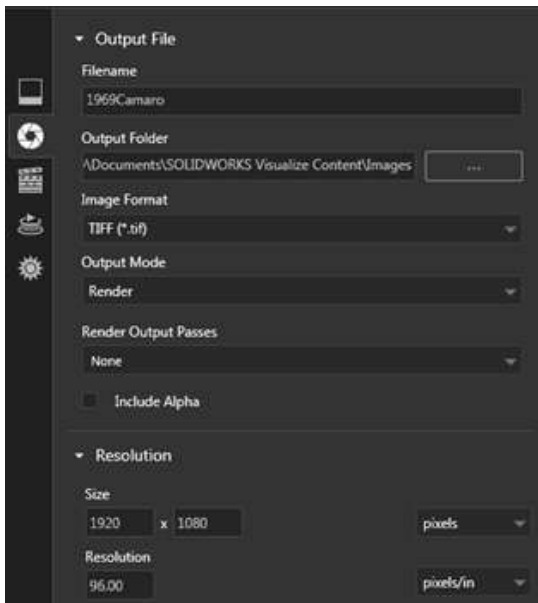 Output File
Filename
1969Camaro
Output Folder
\Documents\SOLIDWORKS Visualize Content\Images
...
Image Format
TIFF (*.tif)
Output Mode
Render
Render Output Passes
None
Include Alpha
Resolution
Size
1920 x 1080 pixels
Resolution
96.00 pixels/in